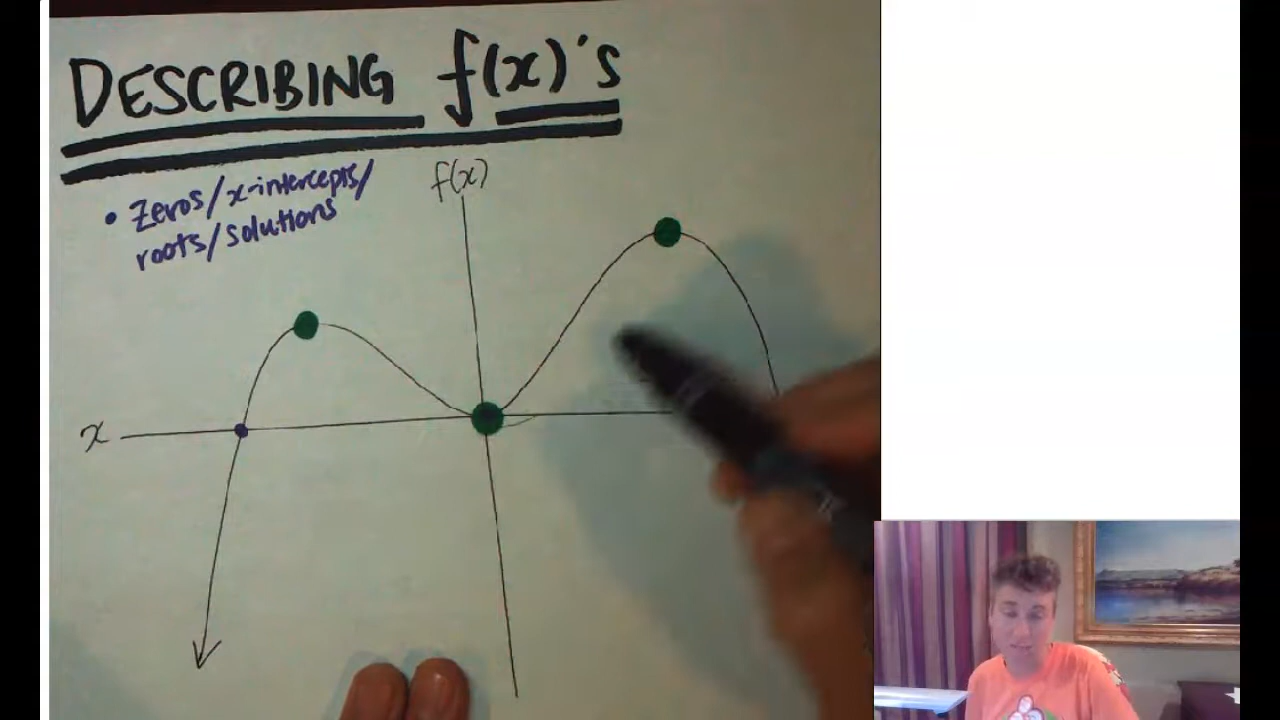 DESCRIBING f(x)'s
• Zeros/x-intercepts/
roots/solutions
f(x)
x